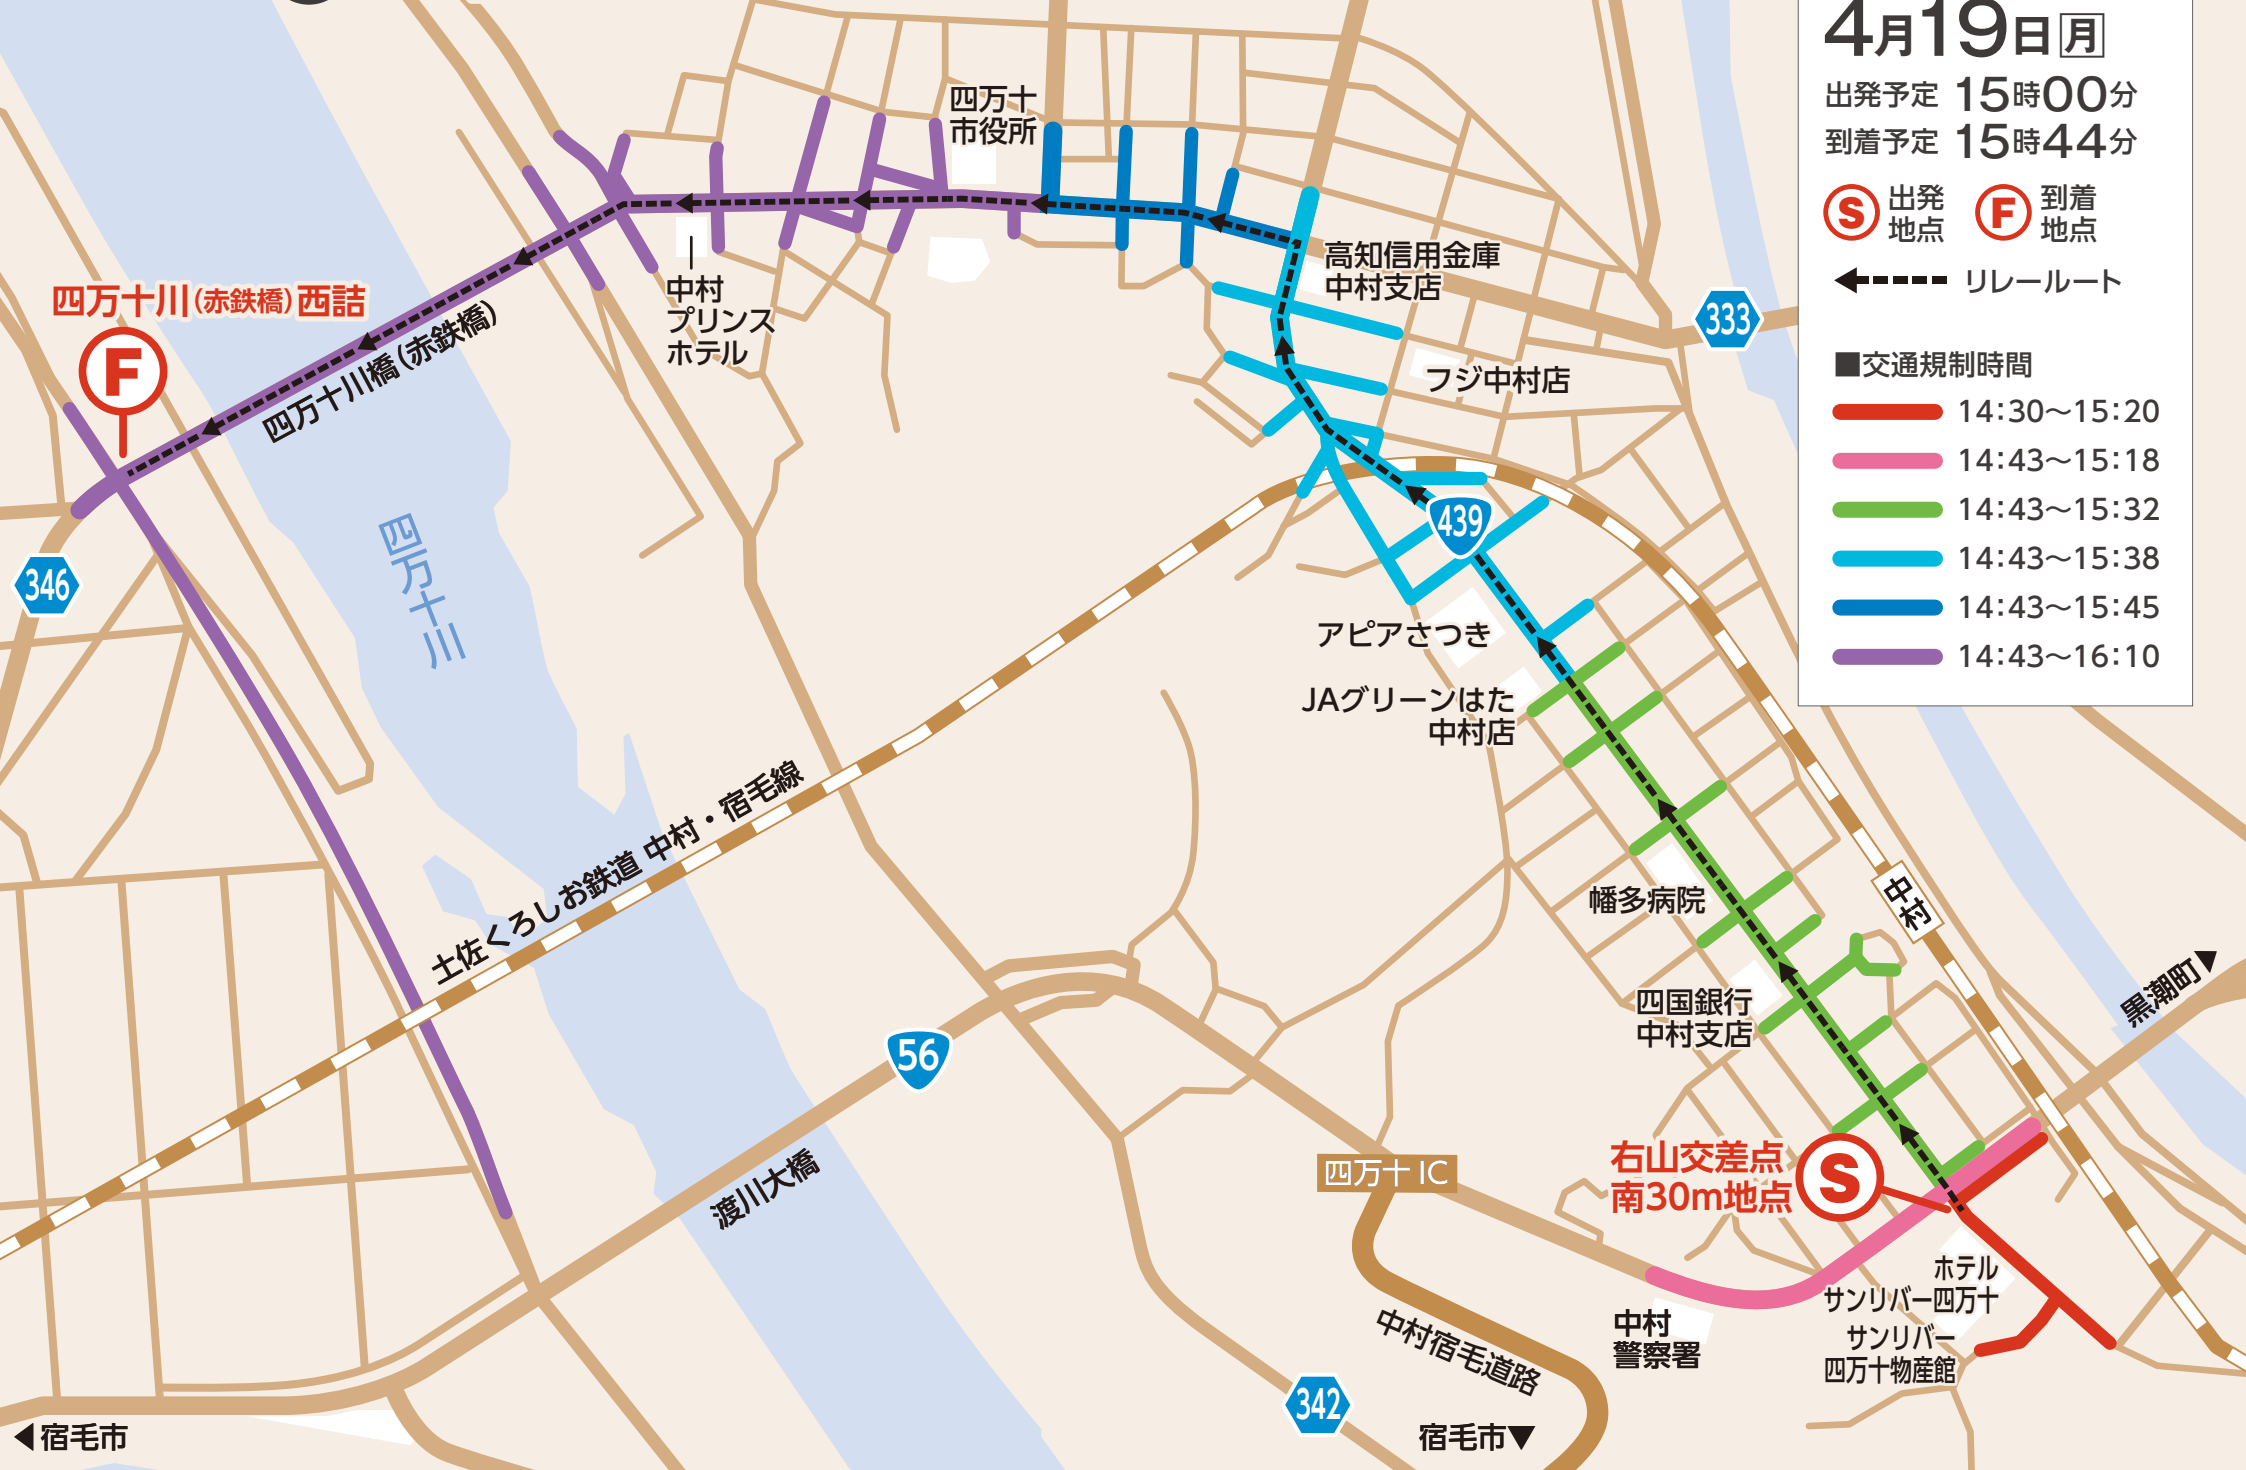 4月19日月
出発予定 15時00分
到着予定 15時44分
S 出発地点
F 到着地点
リレールート
■交通規制時間
14:30～15:20
14:43～15:18
14:43～15:32
14:43～15:38
14:43～15:45
14:43～16:10
四万十
市役所
高知信用金庫
中村支店
中村
プリンス
ホテル
四万十川(赤鉄橋)西詰
F
四万十川橋(赤鉄橋)
333
フジ中村店
439
346
四万十川
アピアさつき
JAグリーンはた
中村店
土佐くろしお鉄道 中村・宿毛線
幡多病院
中村
四国銀行
中村支店
黒潮町▼
56
渡川大橋
四万十IC
右山交差点
南30m地点
S
ホテル
サンリバー四万十
サンリバー
四万十物産館
中村
警察署
中村宿毛道路
342
◀宿毛市
宿毛市▼